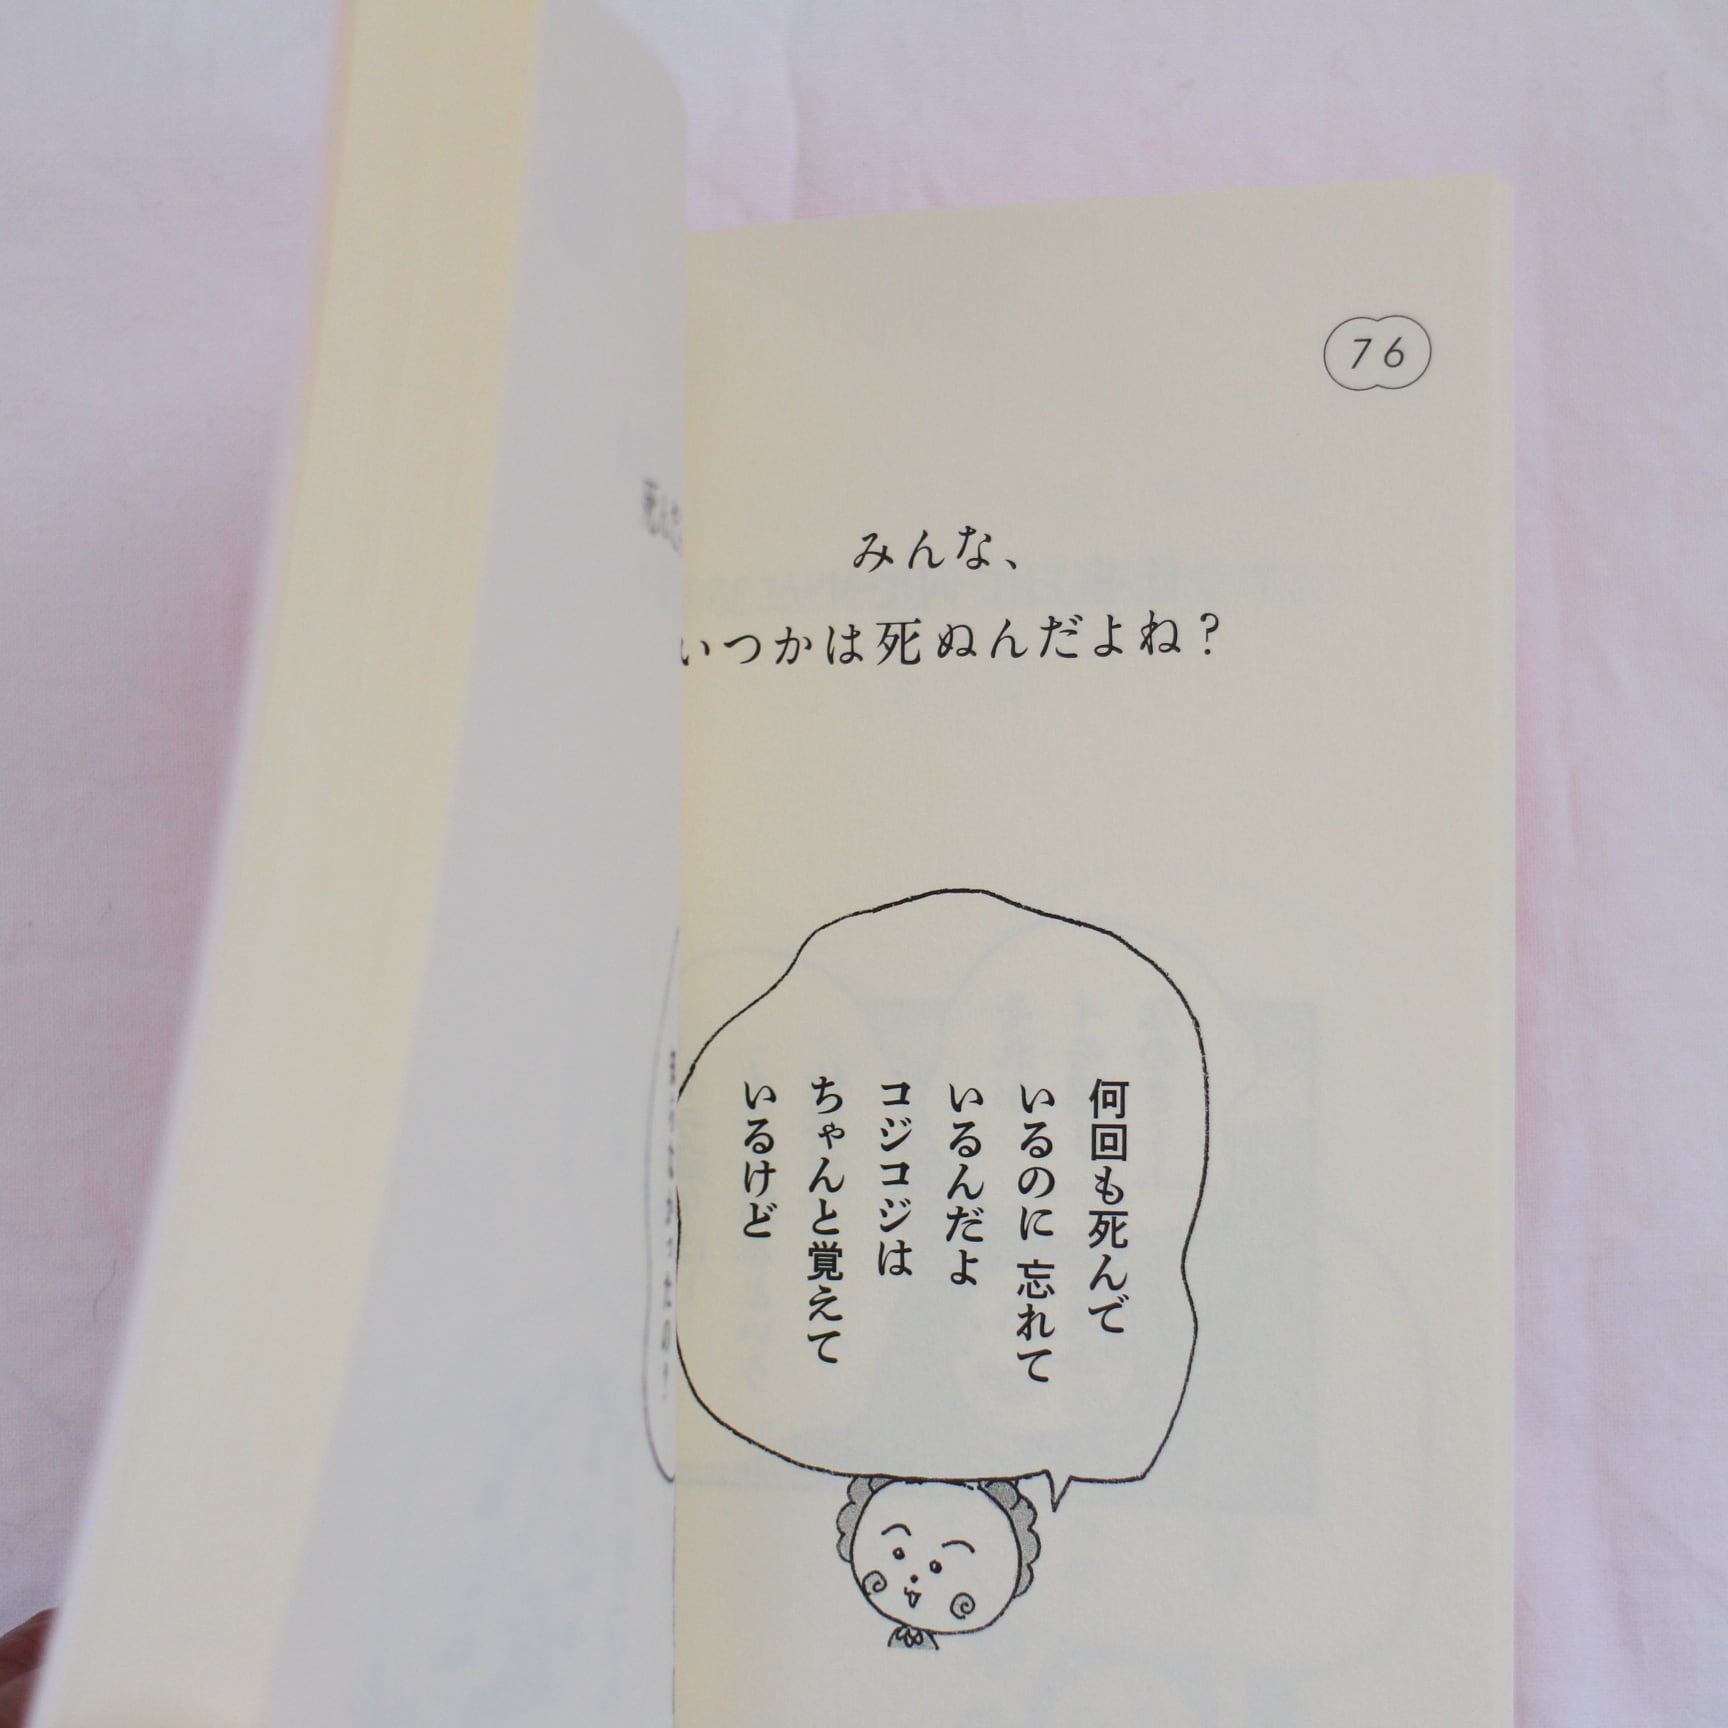 76
みんな、
いつかは死ぬんだよね？
何回も死んで
いるのに 忘れて
いるんだよ
コジコジは
ちゃんと覚えて
いるけど